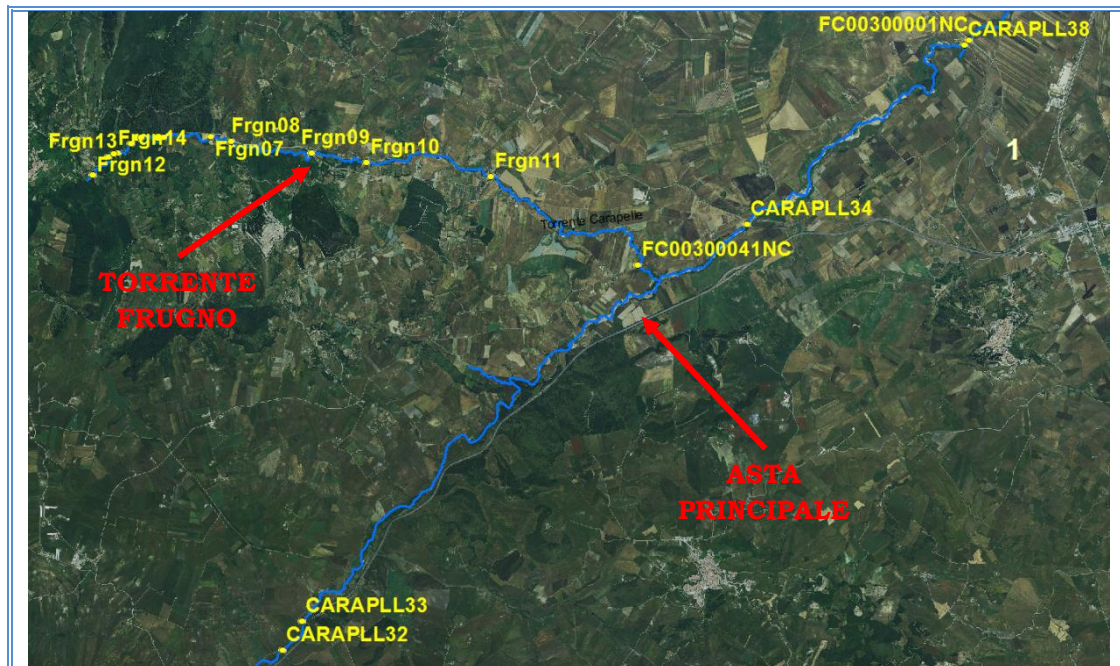 FC00300001NC
CARAPLL38
Frgn13
Frgn14
Frgn12
Frgn08
Frgn07
Frgn09
Frgn10
Frgn11
1
Torrente Carapelle
CARAPLL34
FC00300041NC
TORRENTE
FRUGNO
ASTA
PRINCIPALE
CARAPLL33
CARAPLL32